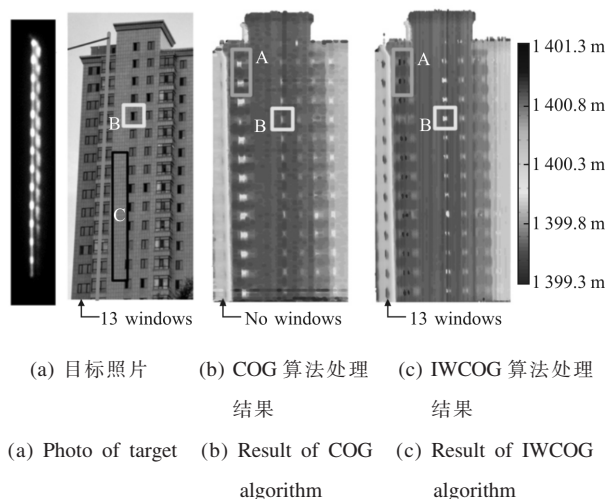 A
B
C
A
B
B
1 401.3 m
1 400.8 m
1 400.3 m
1 399.8 m
1 399.3 m
13 windows
No windows
13 windows
(a) 目标照片
(b) COG 算法处理
结果
(c) IWCOG 算法处理
结果
(a) Photo of target
(b) Result of COG
algorithm
(c) Result of IWCOG
algorithm